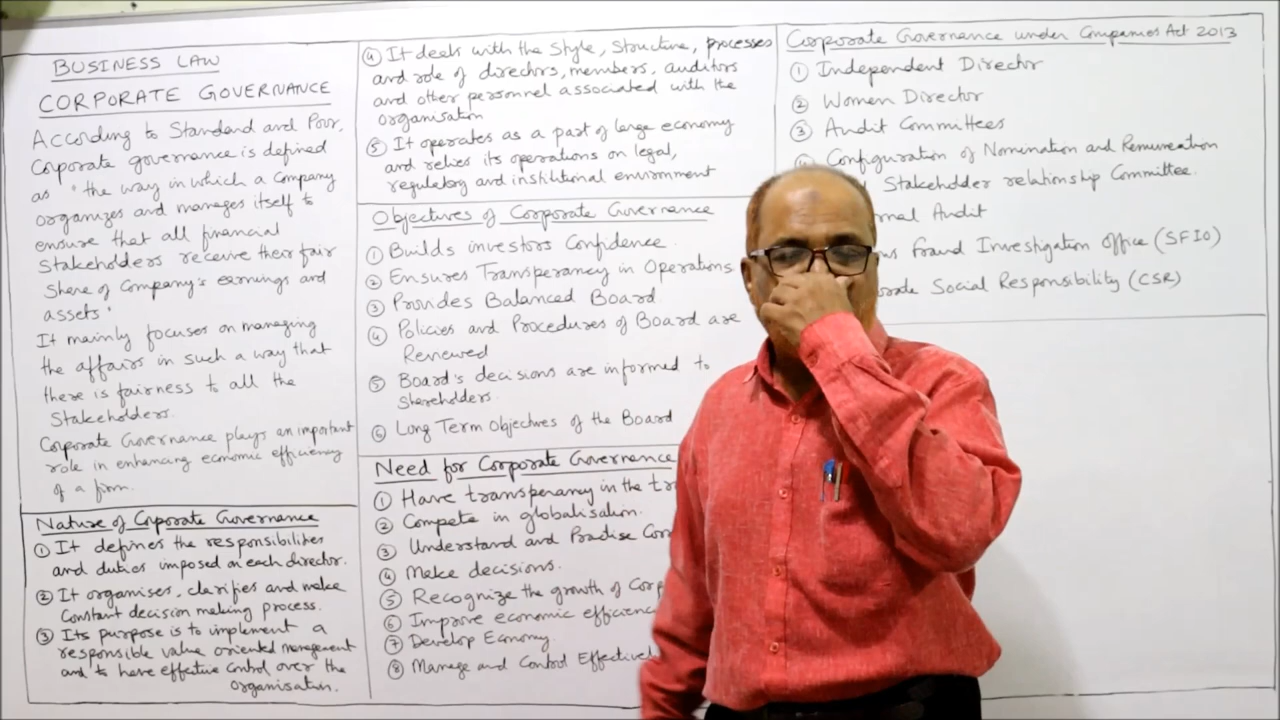 BUSINESS LAW
CORPORATE GOVERNANCE
According to Standard and Poor,
Corporate governance is defined
as "the way in which a Company
organizes and manages itself to
ensure that all financial
Stakeholders receive their fair
Share of Company's earnings and
assets"
It mainly focuses on managing
the affairs in such a way that
there is fairness to all the
Stakeholders.
Corporate Governance plays an important
role in enhancing economic efficiency
of a firm.
Nature of Corporate Governance
① It defines the responsibilities
and duties imposed on each director.
② It organises, clarifies and make
Constant decision making process.
③ Its purpose is to implement a
responsible value oriented management
and to have effective Control over the
organisation.
④ It deals with the Style, Structure, processes
and role of directors, members, auditors
and other personnel associated with the
organisation
⑤ It operates as a part of large economy
and relies its operations on legal,
regulatory and institutional environment
Objectives of Corporate Governance
① Builds investors Confidence.
② Ensures Transperancy in Operations
③ Provides Balanced Board.
④ Policies and Procedures of Board are
Reviewed
⑤ Board's decisions are informed to
Shareholders.
⑥ Long Term Objectives of the Board
Need for Corporate Governance
① Have transperancy in the
② Compete in globalisation.
③ Understand and Practise
④ Make decisions.
⑤ Recognize the growth of
⑥ Improve economic
⑦ Develop Economy.
⑧ Manage and Control
Corporate Governance under Companies Act 2013
① Independent Director
② Women Director
③ Audit Committees
Configuration of Nomination and Remuneration
Stakeholder relationship Committee.
Audit
Fraud Investigation Office (SFIO)
Social Responsibility (CSR)